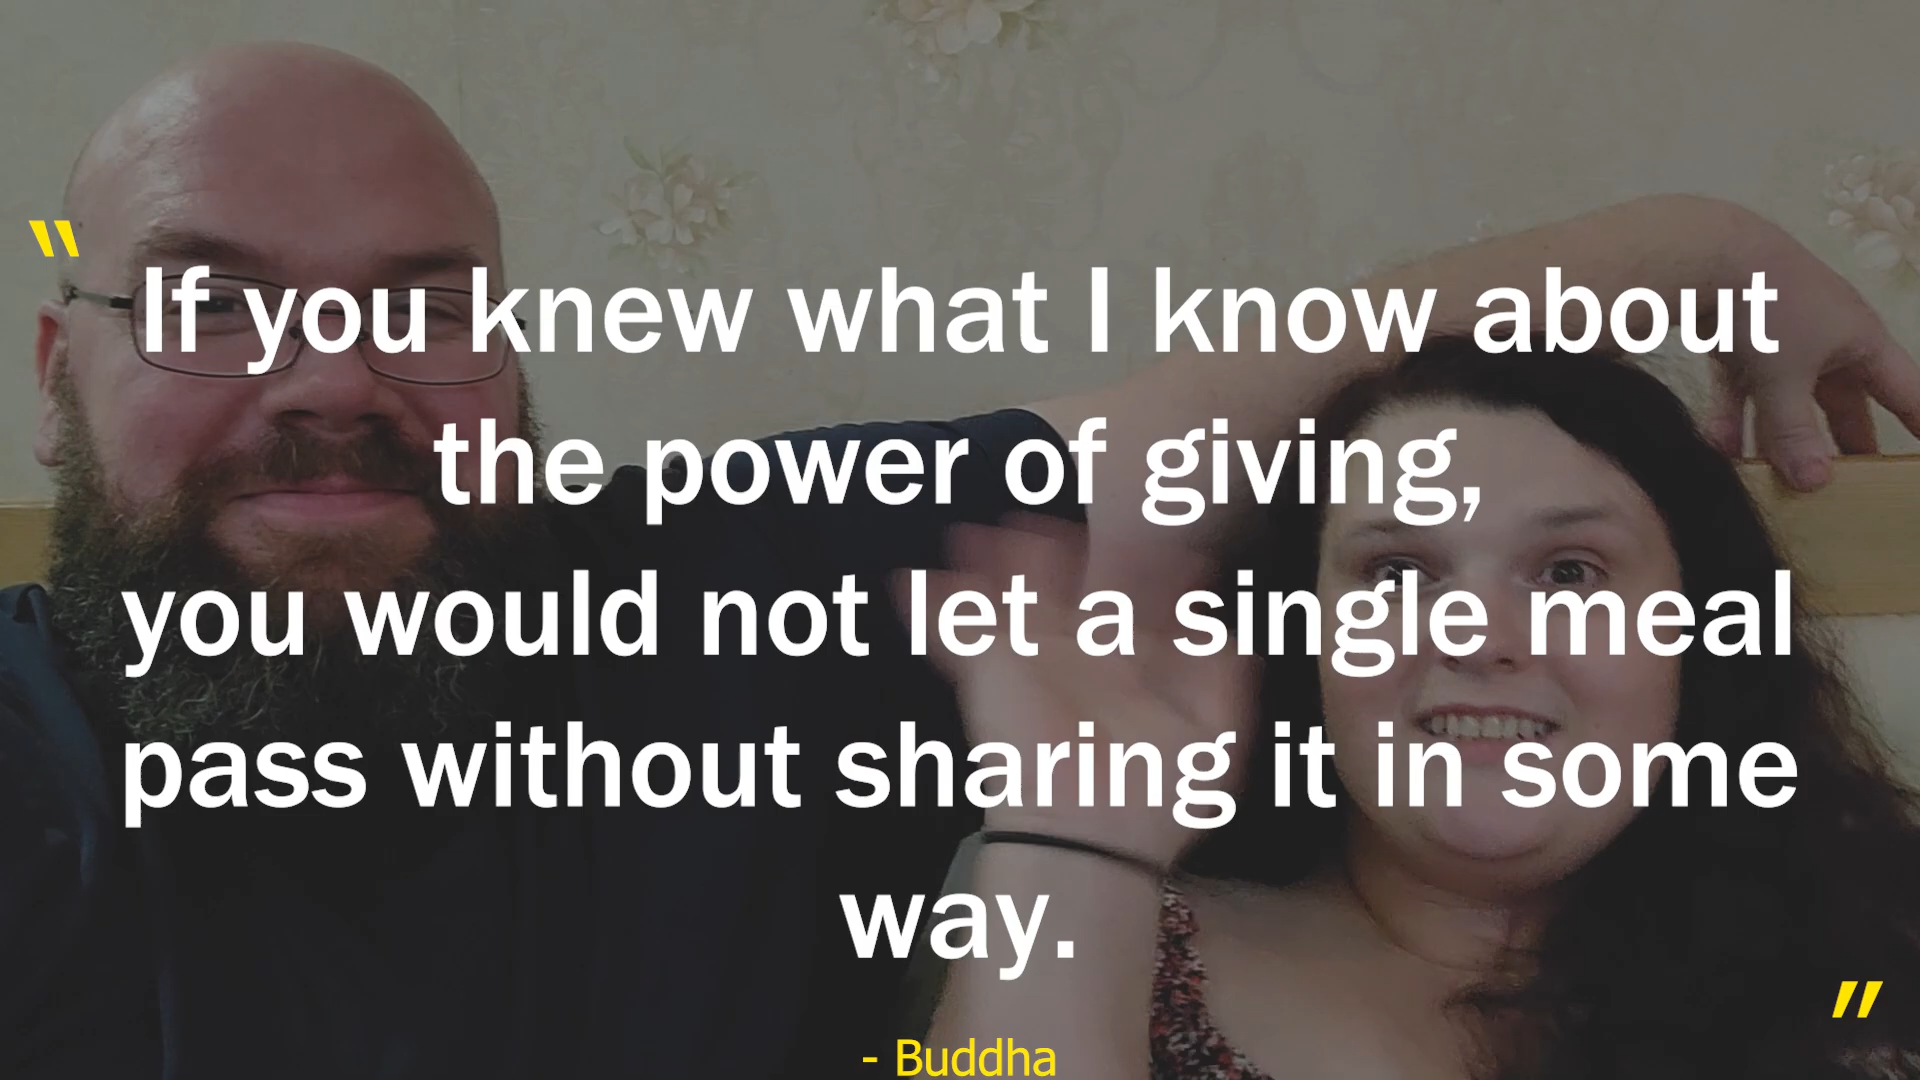 “
If you knew what I know about
the power of giving,
you would not let a single meal
pass without sharing it in some
way.
”
- Buddha